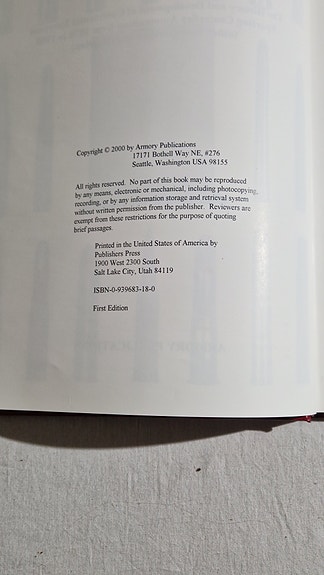 Copyright © 2000 by Armory Publications
17171 Bothell Way NE, #276
Seattle, Washington USA 98155
All rights reserved. No part of this book may be reproduced
by any means, electronic or mechanical, including photocopying,
recording, or by any information storage and retrieval system
without written permission from the publisher. Reviewers are
exempt from these restrictions for the purpose of quoting
brief passages.
Printed in the United States of America by
Publishers Press
1900 West 2300 South
Salt Lake City, Utah 84119
ISBN-0-939683-18-0
First Edition